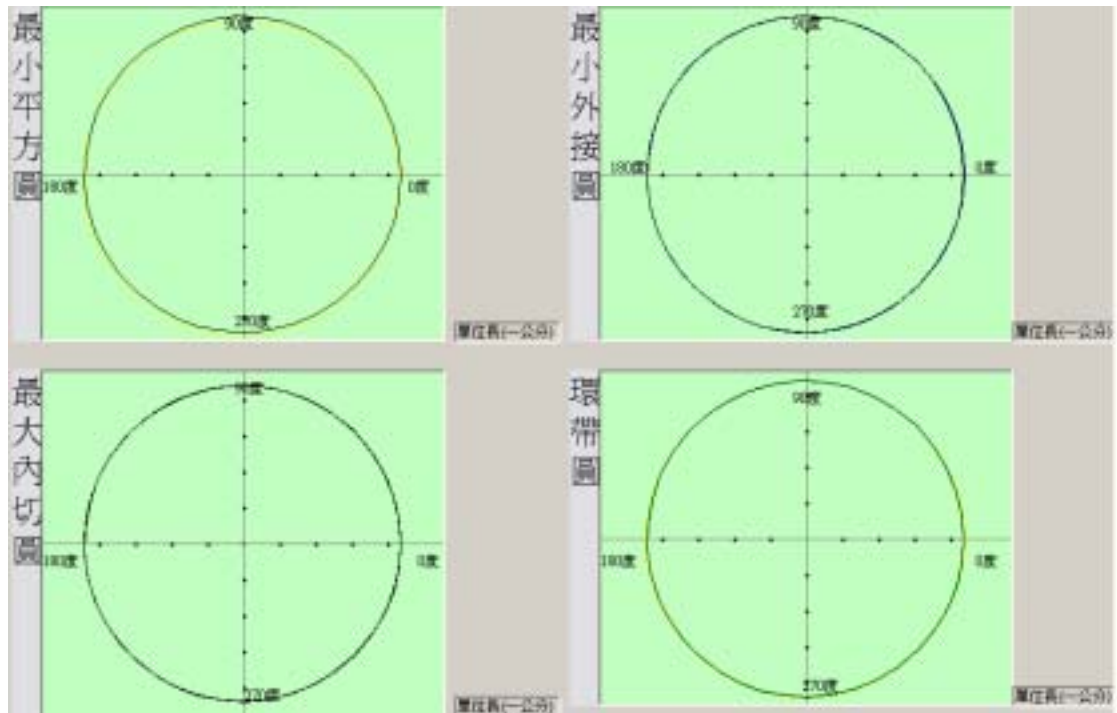 最小平方圓
90度
180度
0度
270度
單位長(一公分)
最小外接圓
90度
180度
0度
270度
單位長(一公分)
最大內切圓
90度
180度
0度
270度
單位長(一公分)
環帶圓
90度
180度
0度
270度
單位長(一公分)